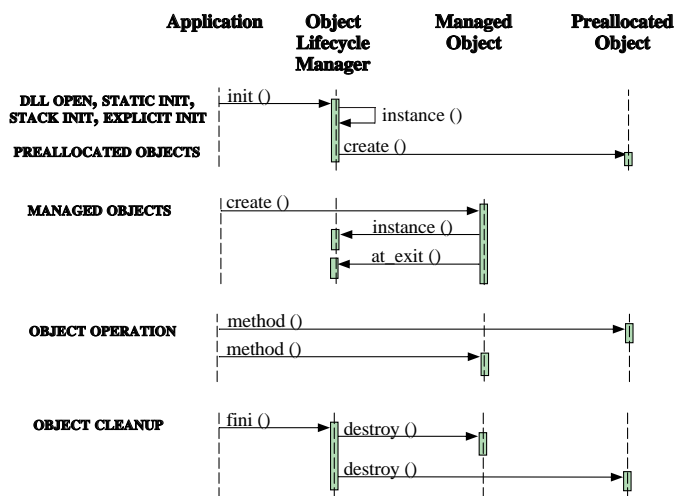 Application
Object
Lifecycle
Manager
Managed
Object
Preallocated
Object
DLL OPEN, STATIC INIT,
STACK INIT, EXPLICIT INIT
init ()
instance ()
PREALLOCATED OBJECTS
create ()
MANAGED OBJECTS
create ()
instance ()
at_exit ()
OBJECT OPERATION
method ()
method ()
OBJECT CLEANUP
fini ()
destroy ()
destroy ()